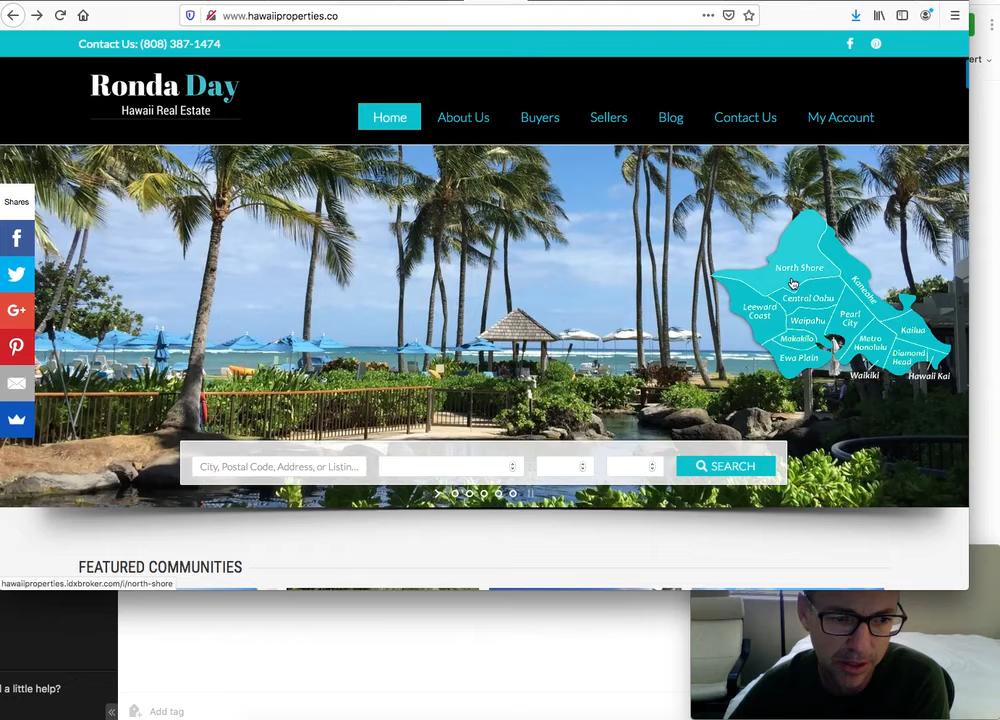 www.hawaiiproperties.co
Contact Us: (808) 387-1474
Ronda Day
Hawaii Real Estate
Home
About Us
Buyers
Sellers
Blog
Contact Us
My Account
Shares
North Shore
Central Oahu
Kaneohe
Leeward
Coast
Waipahu
Pearl
City
Kailua
Makakilo
Metro
Honolulu
Ewa Plain
Diamond
Head
Waikiki
Hawaii Kai
City, Postal Code, Address, or Listin...
SEARCH
FEATURED COMMUNITIES
hawaiiproperties.idxbroker.com/i/north-shore
d a little help?
Add tag
ert